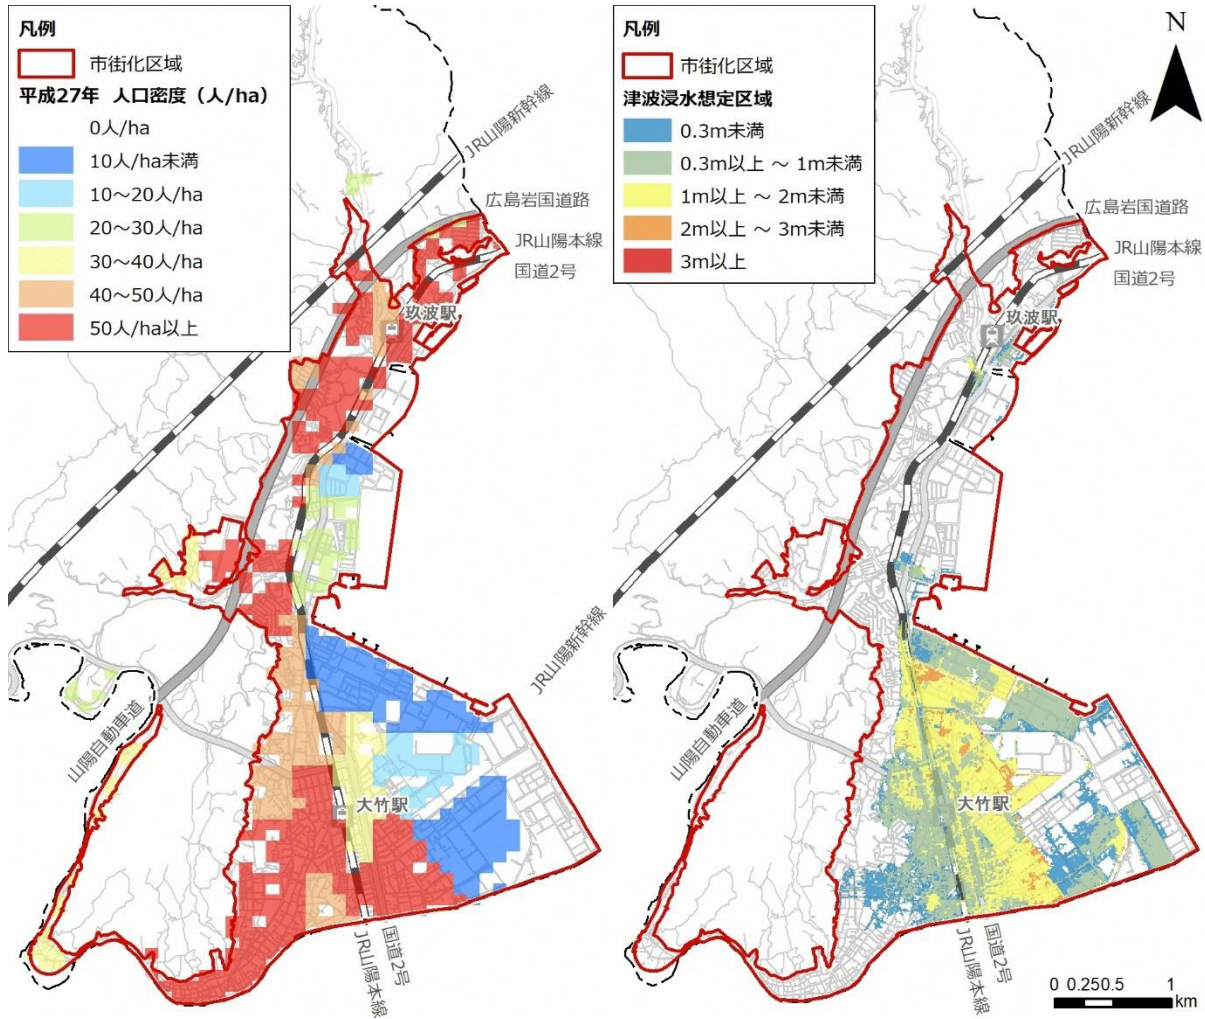 凡例
市街化区域
平成27年 人口密度（人/ha）
0人/ha
10人/ha未満
10～20人/ha
20～30人/ha
30～40人/ha
40～50人/ha
50人/ha以上
JR山陽新幹線
広島岩国道路
JR山陽本線
国道2号
玖波駅
JR山陽新幹線
山陽自動車道
大竹駅
国道2号
JR山陽本線
凡例
市街化区域
津波浸水想定区域
0.3m未満
0.3m以上 ～ 1m未満
1m以上 ～ 2m未満
2m以上 ～ 3m未満
3m以上
N
JR山陽新幹線
広島岩国道路
JR山陽本線
国道2号
玖波駅
山陽自動車道
大竹駅
国道2号
JR山陽本線
0 0.250.5 1
km